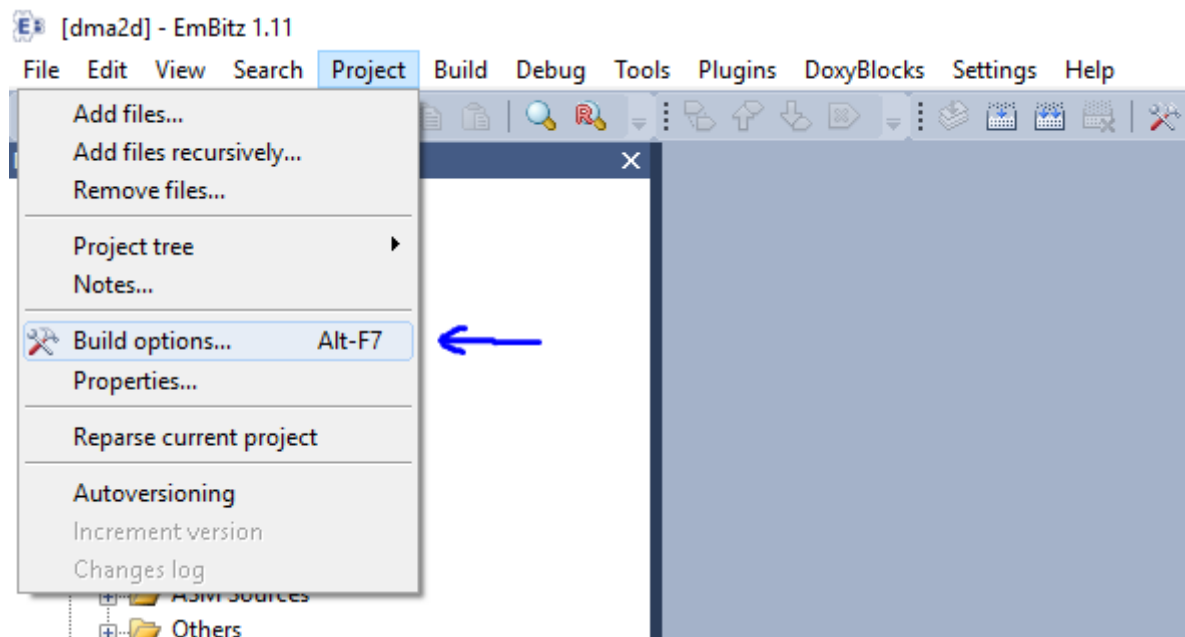 [dma2d] - EmBitz 1.11
File Edit View Search Project Build Debug Tools Plugins DoxyBlocks Settings Help
Add files...
Add files recursively...
Remove files...
Project tree
Notes...
Build options... Alt-F7
Properties...
Reparse current project
Autoversioning
Increment version
Changes log
ASM Sources
Others